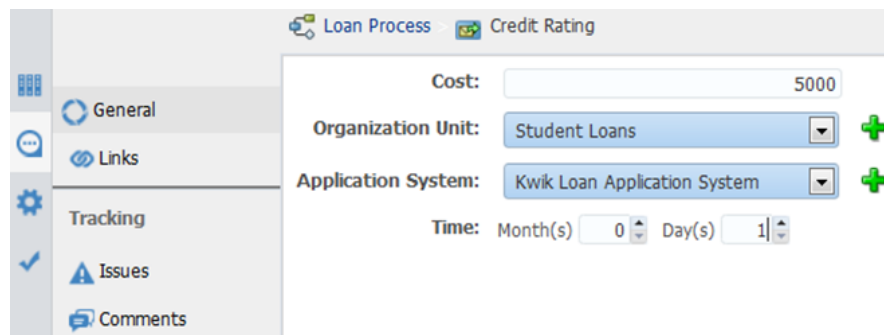 Loan Process > Credit Rating
General
Links
Tracking
Issues
Comments
Cost: 5000
Organization Unit: Student Loans
Application System: Kwik Loan Application System
Time: Month(s) 0 Day(s) 1